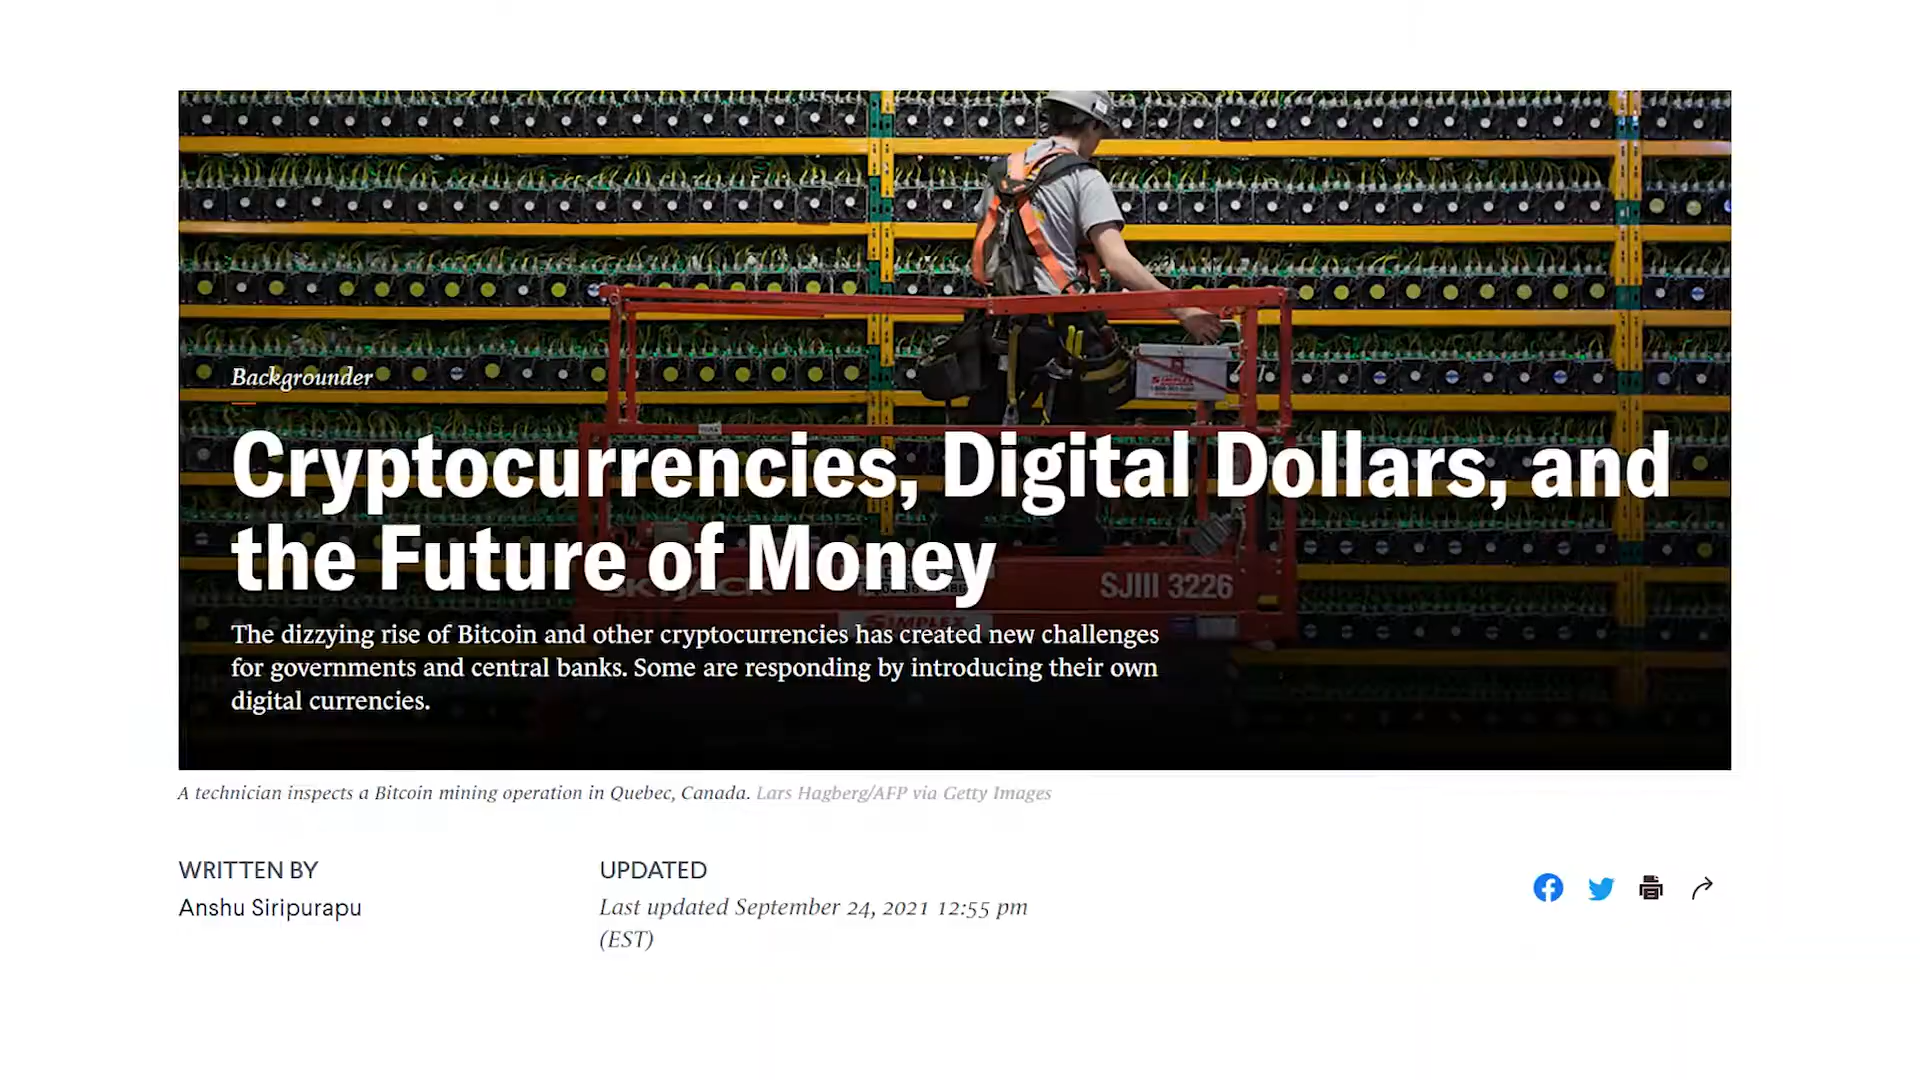 Backgrounder
Cryptocurrencies, Digital Dollars, and
the Future of Money
SJIII 3226
The dizzying rise of Bitcoin and other cryptocurrencies has created new challenges
for governments and central banks. Some are responding by introducing their own
digital currencies.
A technician inspects a Bitcoin mining operation in Quebec, Canada. Lars Hagberg/AFP via Getty Images
WRITTEN BY
Anshu Siripurapu
UPDATED
Last updated September 24, 2021 12:55 pm
(EST)